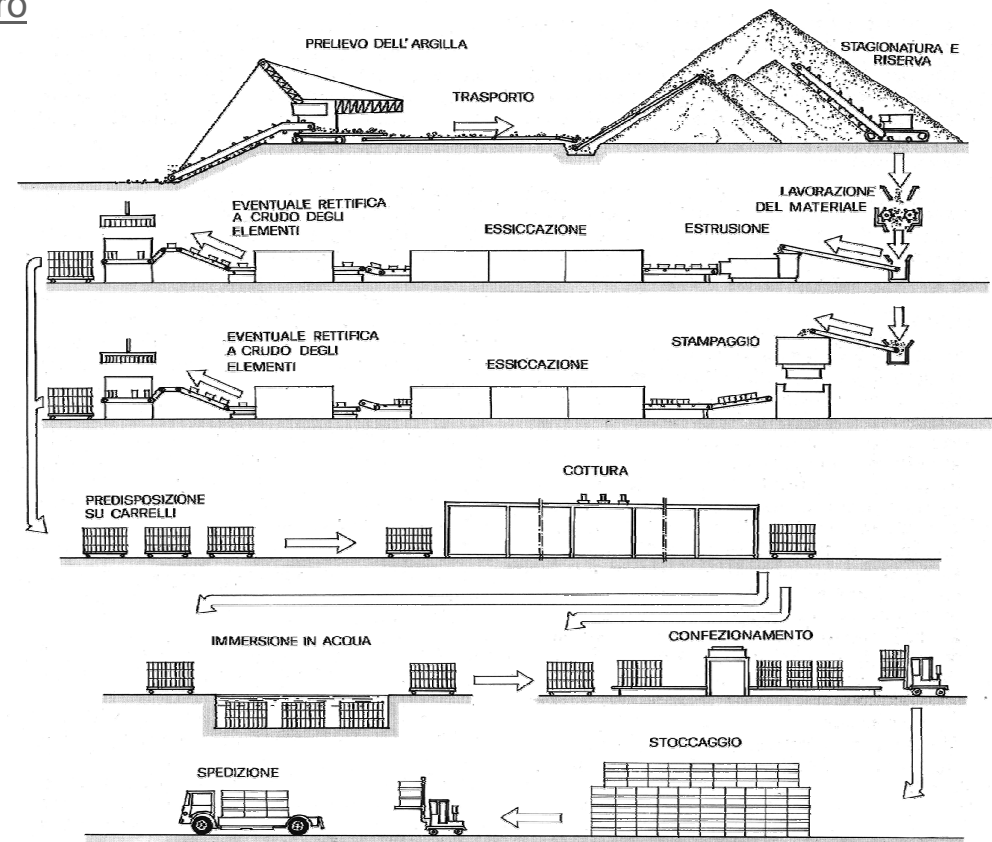 ro
PRELIEVO DELL'ARGILLA
STAGIONATURA E
RISERVA
TRASPORTO
LAVORAZIONE
DEL MATERIALE
EVENTUALE RETTIFICA
A CRUDO DEGLI
ELEMENTI
ESSICCAZIONE
ESTRUSIONE
EVENTUALE RETTIFICA
A CRUDO DEGLI
ELEMENTI
ESSICCAZIONE
STAMPAGGIO
COTTURA
PREDISPOSIZIONE
SU CARRELLI
IMMERSIONE IN ACQUA
CONFEZIONAMENTO
STOCCAGGIO
SPEDIZIONE